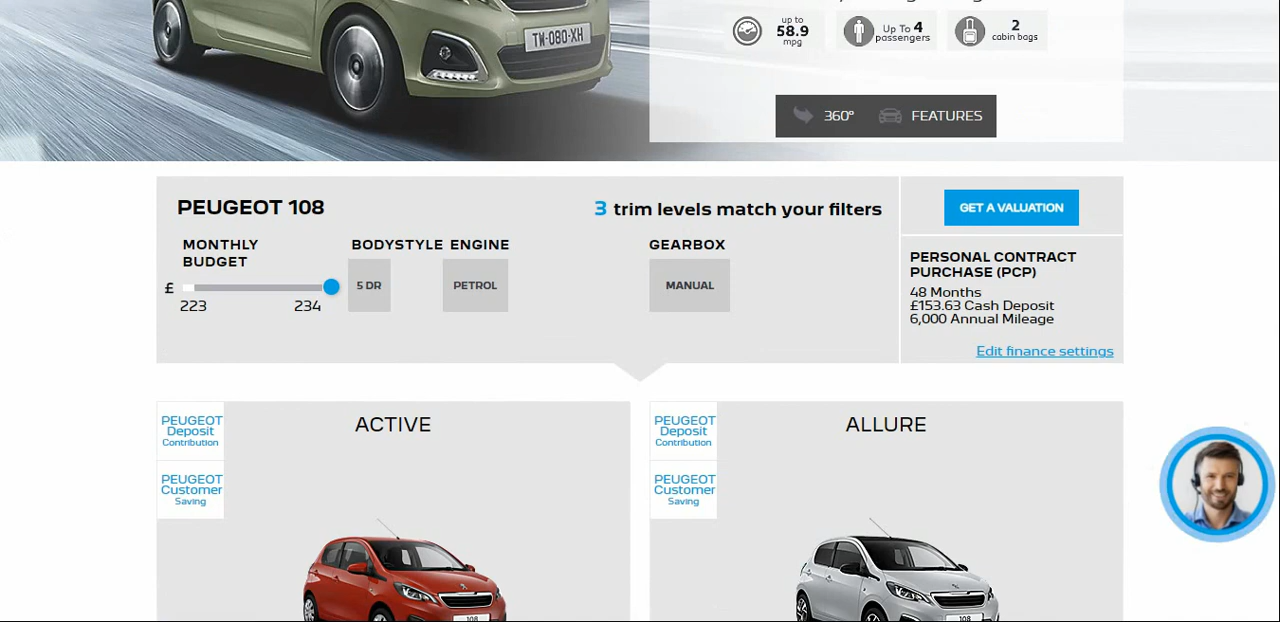 up to
58.9
mpg
Up To 4
passengers
2
cabin bags
TW-080-XH
360°
FEATURES
PEUGEOT 108
3 trim levels match your filters
GET A VALUATION
MONTHLY
BUDGET
BODYSTYLE
ENGINE
GEARBOX
£
223
234
5 DR
PETROL
MANUAL
PERSONAL CONTRACT
PURCHASE (PCP)
48 Months
£153.63 Cash Deposit
6,000 Annual Mileage
Edit finance settings
PEUGEOT
Deposit
Contribution
PEUGEOT
Customer
Saving
ACTIVE
108
PEUGEOT
Deposit
Contribution
PEUGEOT
Customer
Saving
ALLURE
108